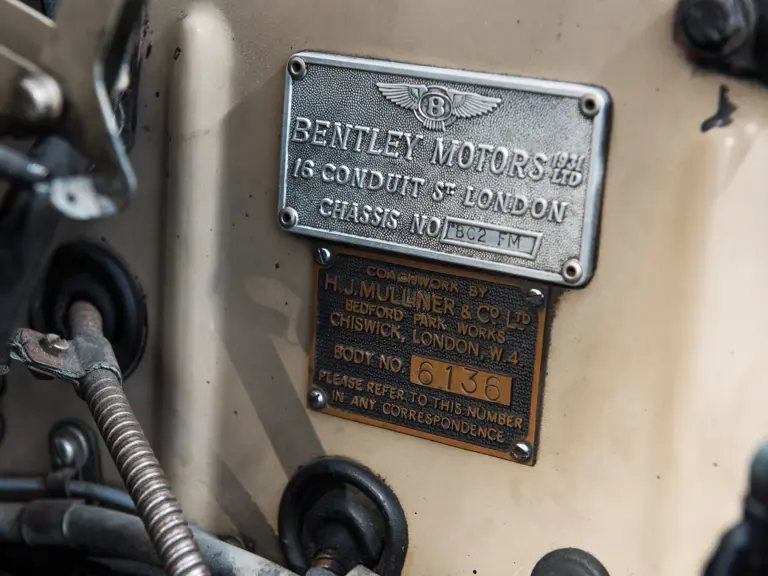 B
BENTLEY MOTORS 1931 LTD
16 CONDUIT ST LONDON
CHASSIS NO BC2 FM
COACHWORK BY
H.J.MULLINER & CO LTD
BEDFORD PARK WORKS
CHISWICK, LONDON, W.4.
BODY NO. 6136
PLEASE REFER TO THIS NUMBER
IN ANY CORRESPONDENCE